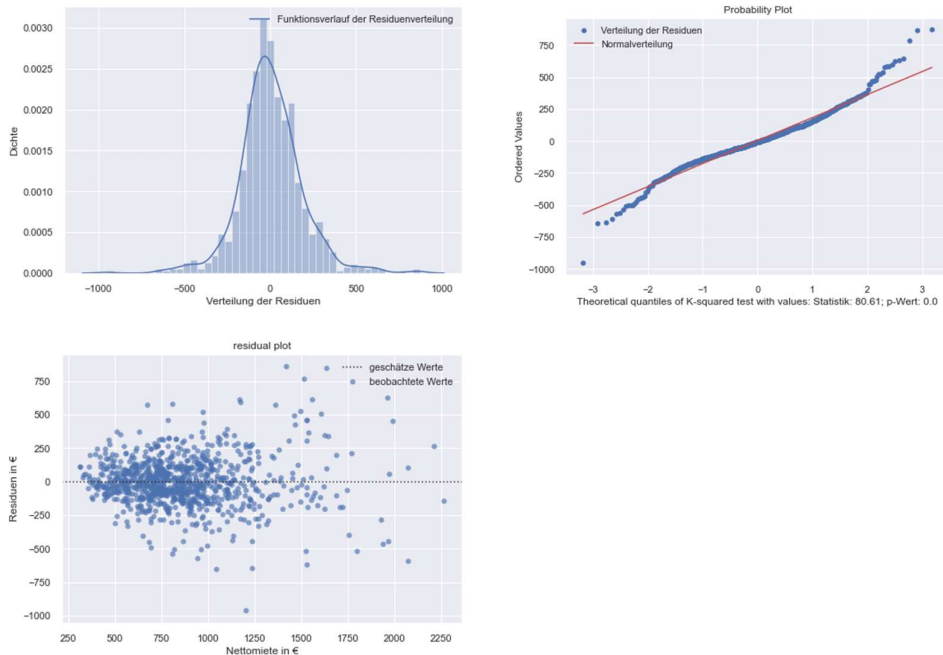 Funktionsverlauf der Residuenverteilung
0.0030
0.0025
0.0020
0.0015
0.0010
0.0005
0.0000
Dichte
−1000 −500 0 500 1000
Verteilung der Residuen
Probability Plot
Verteilung der Residuen
Normalverteilung
750
500
250
0
−250
−500
−750
−1000
Ordered Values
−3 −2 −1 0 1 2 3
Theoretical quantiles of K-squared test with values: Statistik: 80.61; p-Wert: 0.0
residual plot
geschätze Werte
beobachtete Werte
750
500
250
0
−250
−500
−750
−1000
Residuen in €
250 500 750 1000 1250 1500 1750 2000 2250
Nettomiete in €